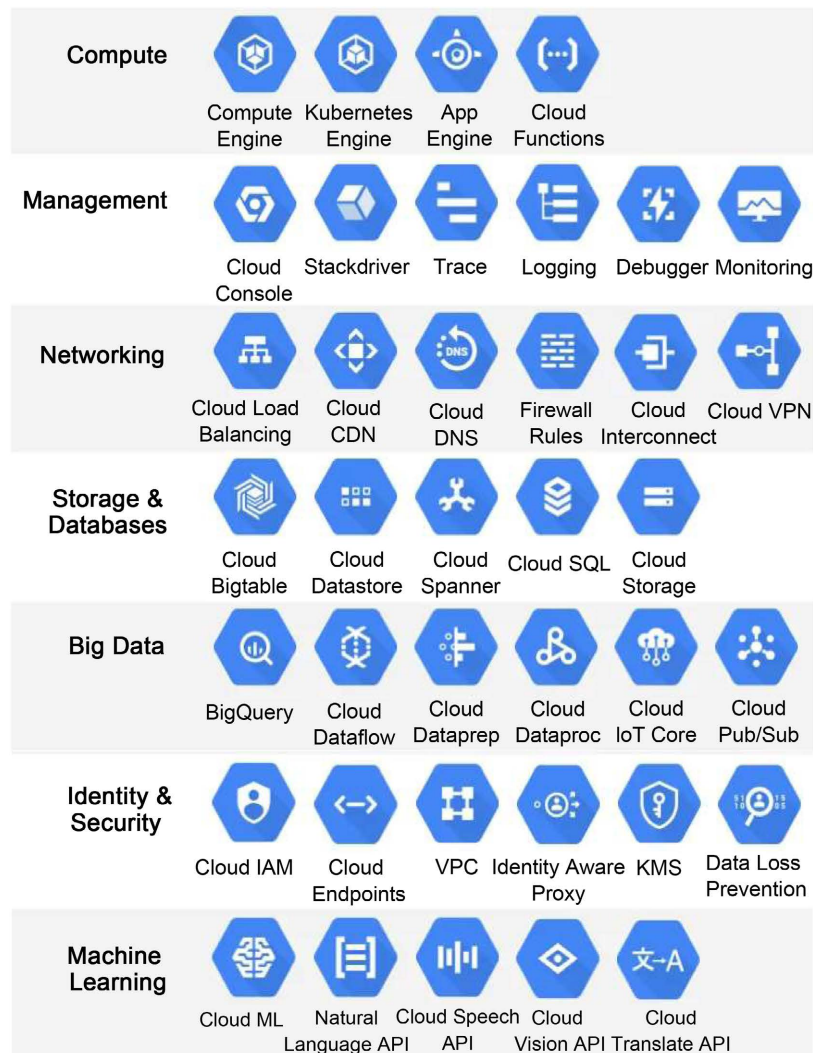 Compute
Compute Kubernetes App Cloud
Engine Engine Engine Functions
Management
Cloud Stackdriver Trace Logging Debugger Monitoring
Console
Networking
DNS
Cloud Load Cloud Cloud Firewall Cloud Cloud VPN
Balancing CDN DNS Rules Interconnect
Storage &
Databases
Cloud Cloud Cloud Cloud SQL Cloud
Bigtable Datastore Spanner Storage
Big Data
BigQuery Cloud Cloud Cloud Cloud Cloud
Dataflow Dataprep Dataproc IoT Core Pub/Sub
Identity &
Security
Cloud IAM Cloud VPC Identity Aware KMS Data Loss
Endpoints Proxy Prevention
Machine
Learning
文→A
Cloud ML Natural Cloud Speech Cloud Cloud
Language API API Vision API Translate API